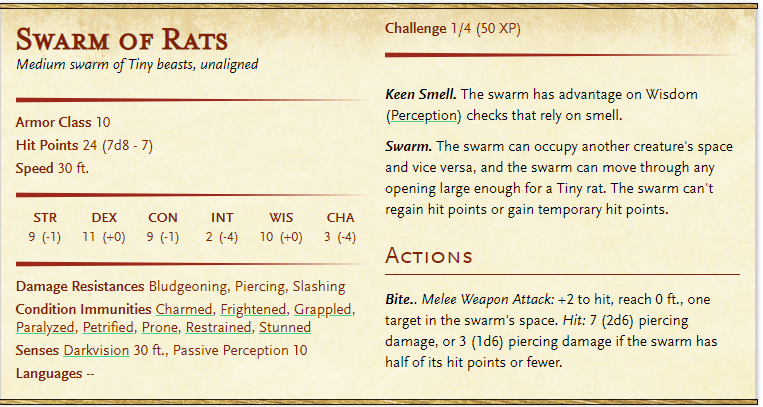 Swarm of Rats
Medium swarm of Tiny beasts, unaligned
Armor Class 10
Hit Points 24 (7d8 - 7)
Speed 30 ft.
STR DEX CON INT WIS CHA
9 (-1) 11 (+0) 9 (-1) 2 (-4) 10 (+0) 3 (-4)
Damage Resistances Bludgeoning, Piercing, Slashing
Condition Immunities Charmed, Frightened, Grappled,
Paralyzed, Petrified, Prone, Restrained, Stunned
Senses Darkvision 30 ft., Passive Perception 10
Languages --
Challenge 1/4 (50 XP)
Keen Smell. The swarm has advantage on Wisdom
(Perception) checks that rely on smell.
Swarm. The swarm can occupy another creature's space
and vice versa, and the swarm can move through any
opening large enough for a Tiny rat. The swarm can't
regain hit points or gain temporary hit points.
Actions
Bite.. Melee Weapon Attack: +2 to hit, reach 0 ft., one
target in the swarm's space. Hit: 7 (2d6) piercing
damage, or 3 (1d6) piercing damage if the swarm has
half of its hit points or fewer.